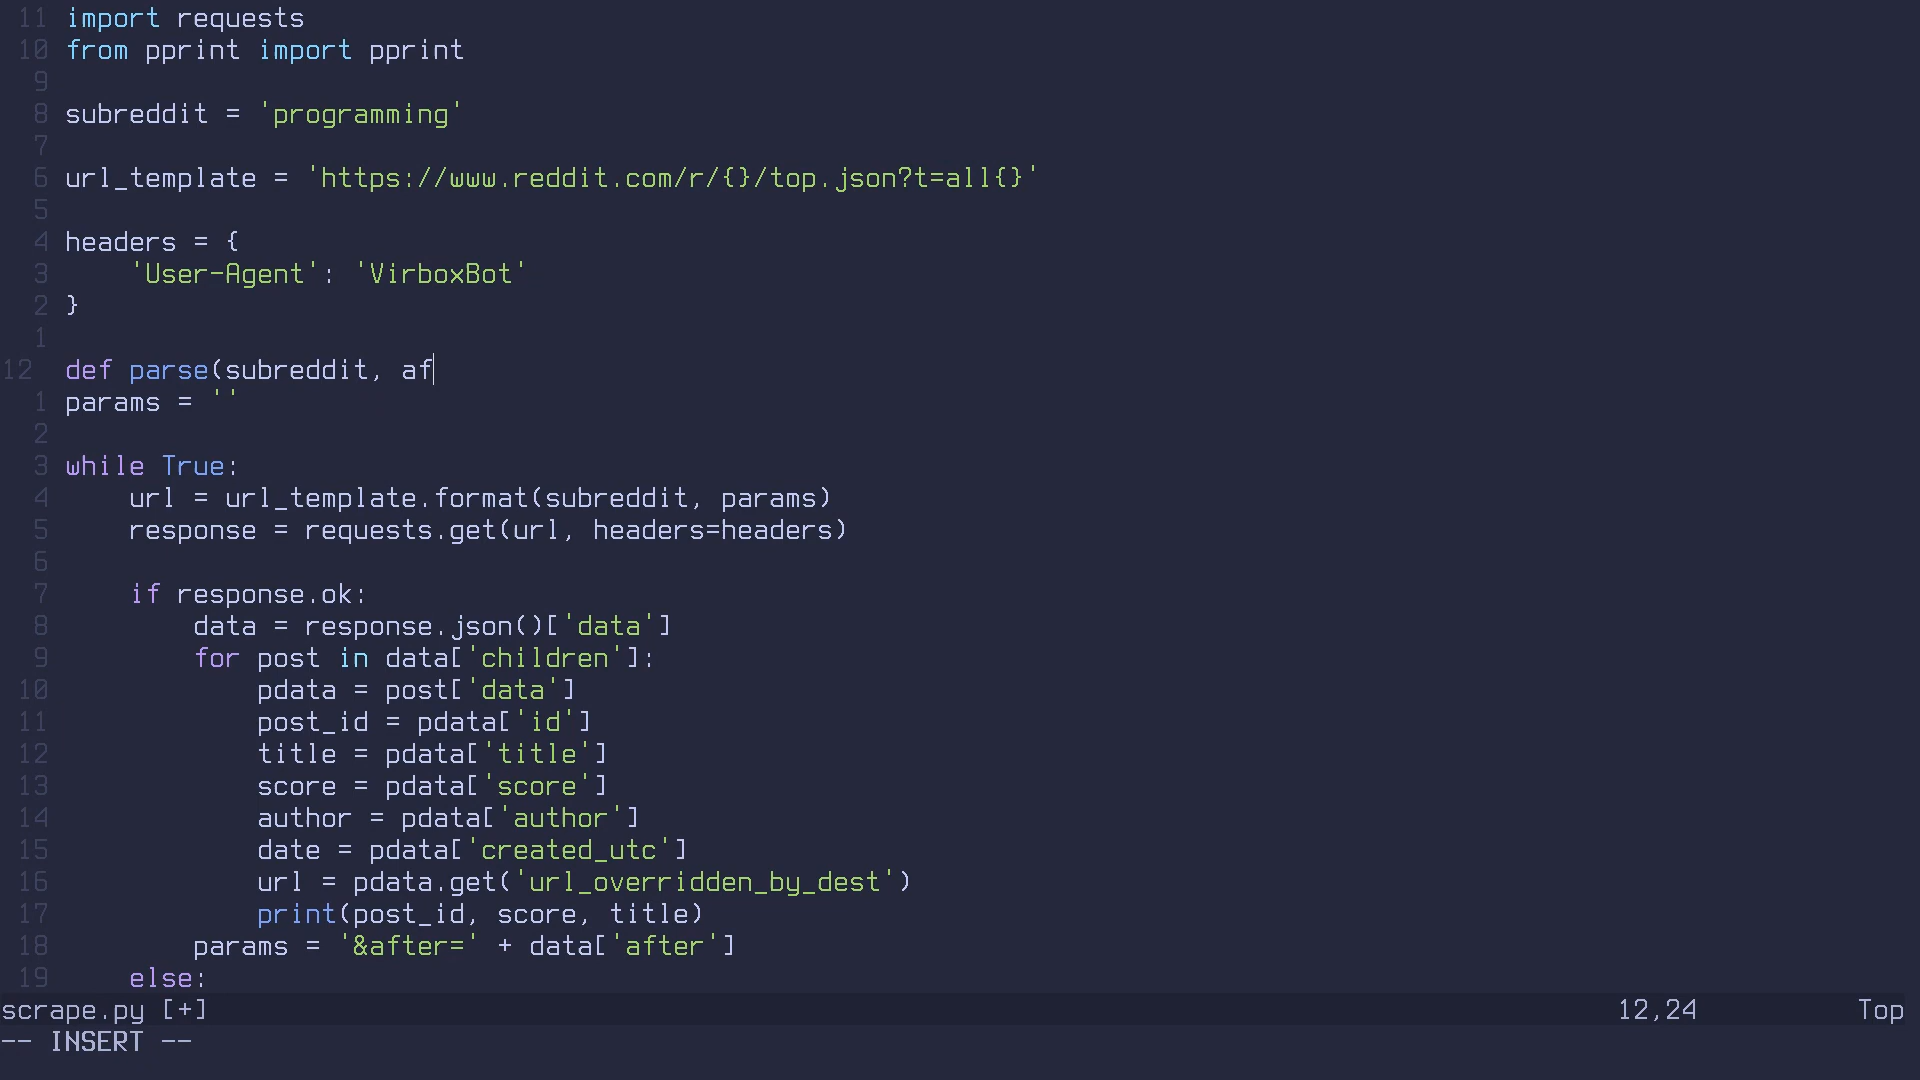 11 import requests
10 from pprint import pprint
9
8 subreddit = 'programming'
7
6 url_template = 'https://www.reddit.com/r/{}/top.json?t=all{}'
5
4 headers = {
3     'User-Agent': 'VirboxBot'
2 }
1
12 def parse(subreddit, af
1 params = ''
2
3 while True:
4     url = url_template.format(subreddit, params)
5     response = requests.get(url, headers=headers)
6
7     if response.ok:
8         data = response.json()['data']
9         for post in data['children']:
10             pdata = post['data']
11             post_id = pdata['id']
12             title = pdata['title']
13             score = pdata['score']
14             author = pdata['author']
15             date = pdata['created_utc']
16             url = pdata.get('url_overridden_by_dest')
17             print(post_id, score, title)
18         params = '&after=' + data['after']
19     else:
scrape.py [+] 12,24 Top
-- INSERT --